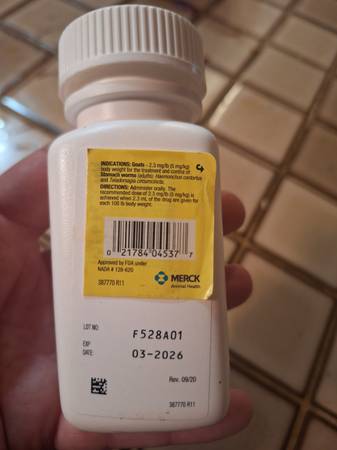 INDICATIONS: Goats - 2.3 mg/lb (5 mg/kg)
body weight for the treatment and control of
Stomach worms (adults): Haemonchus contortus
and Teladorsagia circumcincta.
DIRECTIONS: Administer orally. The
recommended dose of 2.3 mg/lb (5 mg/kg) is
achieved when 2.3 mL of the drug are given for
each 100 lb body weight.
0 21784 04537 7
Approved by FDA under
NADA # 128-620
MERCK
Animal Health
387770 R11
LOT NO: F528A01
EXP
DATE: 03-2026
Rev. 09/20
387770 R11